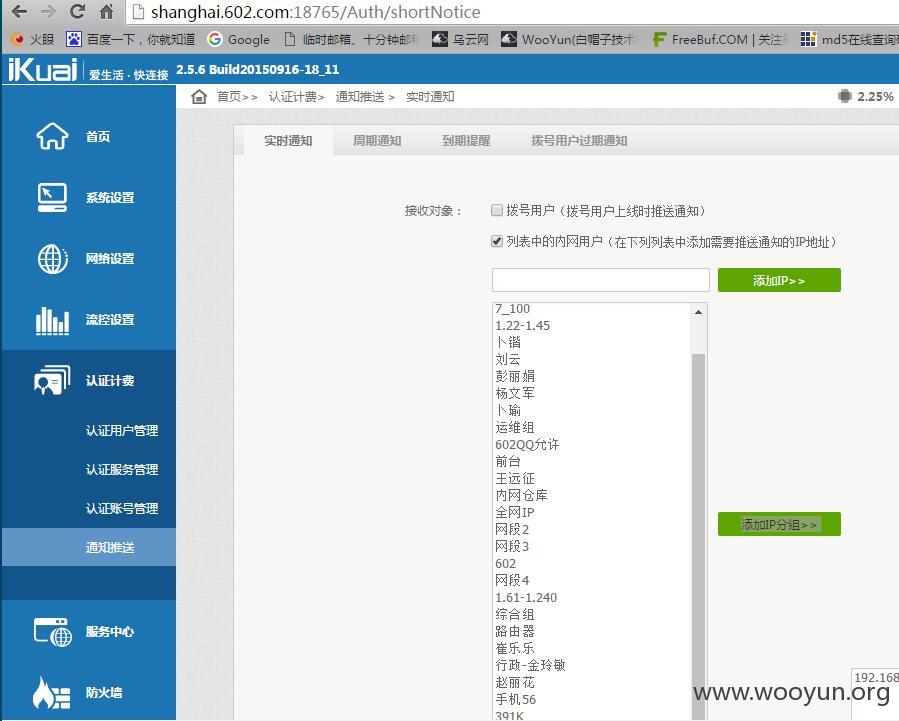 shanghai.602.com:18765/Auth/shortNotice
火眼 百度一下，你就知道 Google 临时邮箱、十分钟邮箱 乌云网 WooYun(白帽子技术 FreeBuf.COM | 关注 md5在线查询
iKuai 爱生活·快连接 2.5.6 Build20150916-18_11
首页>> 认证计费> 通知推送 > 实时通知 2.25%
首页
系统设置
网络设置
流控设置
认证计费
认证用户管理
认证服务管理
认证账号管理
通知推送
服务中心
防火墙
实时通知 周期通知 到期提醒 拨号用户过期通知
接收对象： 拨号用户（拨号用户上线时推送通知）
列表中的内网用户（在下列列表中添加需要推送通知的IP地址）
添加IP>>
7_100
1.22-1.45
卜锴
刘云
彭丽娟
杨文军
卜瑜
运维组
602QQ允许
前台
王远征
内网仓库
全网IP
网段2
网段3
602
网段4
1.61-1.240
综合组
路由器
崔乐乐
行政-金玲敏
赵丽花
手机56
391K
添加IP分组>>
192.168
www.wooyun.org